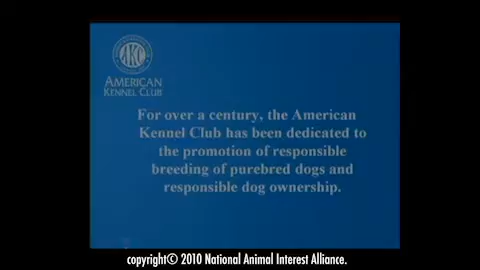 AKC
AMERICAN
KENNEL CLUB
For over a century, the American
Kennel Club has been dedicated to
the promotion of responsible
breeding of purebred dogs and
responsible dog ownership.
copyright© 2010 National Animal Interest Alliance.